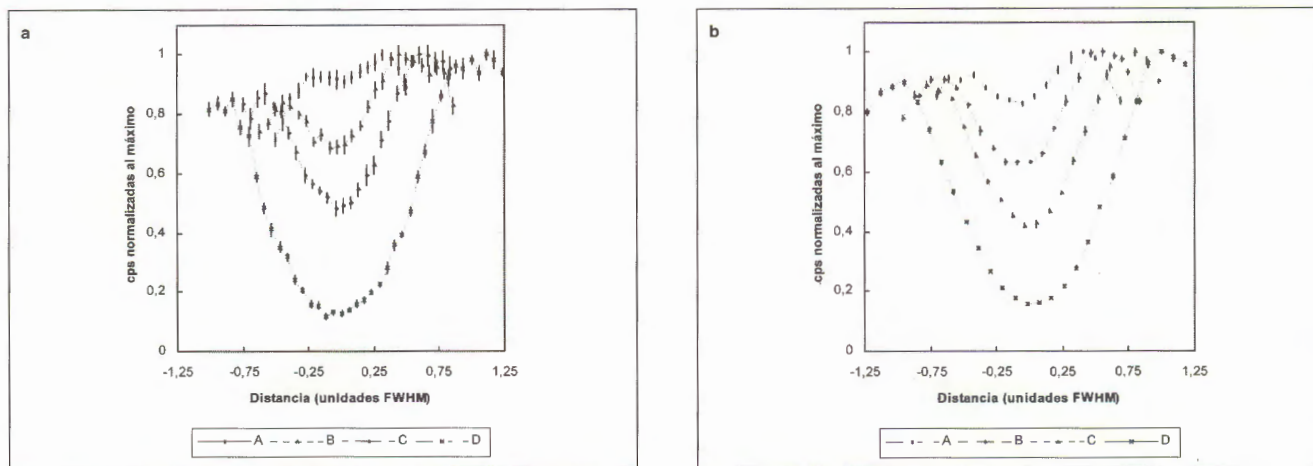 a
cps normalizadas al máximo
1
0,8
0,6
0,4
0,2
0
-1,25
-0,75
-0,25
0,25
0,75
1,25
Distancia (unidades FWHM)
A
B
C
D
b
cps normalizadas al máximo
1
0,8
0,6
0,4
0,2
0
-1,25
-0,75
-0,25
0,25
0,75
1,25
Distancia (unidades FWHM)
A
B
C
D